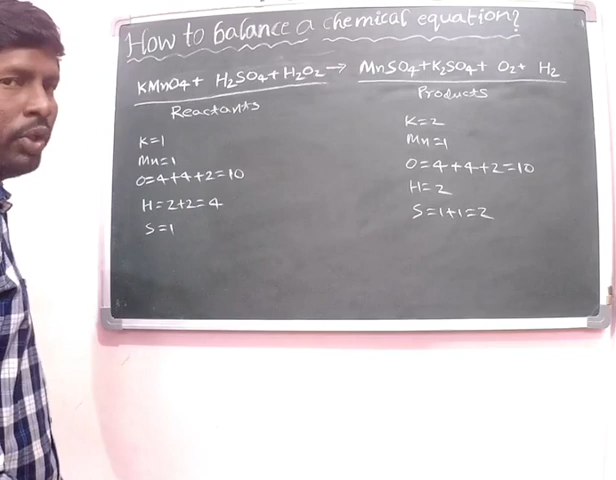 How to balance a chemical equation?
KMnO4 + H2SO4 + H2O2 → MnSO4 + K2SO4 + O2 + H2
Reactants
Products
K=1
Mn=1
O=4+4+2=10
H=2+2=4
S=1
K=2
Mn=1
O=4+4+2=10
H=2
S=1+1=2